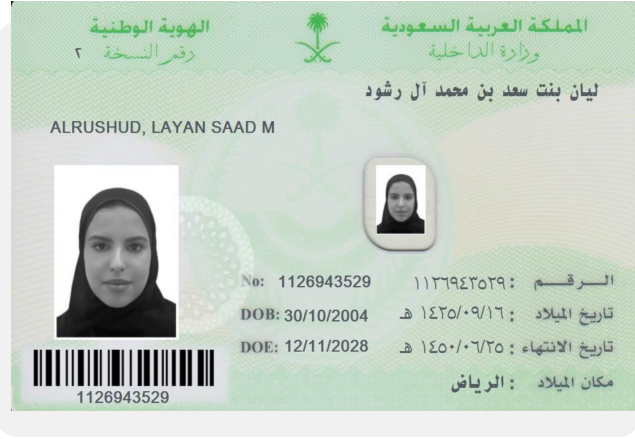 المملكة العربية السعودية
وزارة الداخلية
الهوية الوطنية
رقم النسخة ٢
ليان بنت سعد بن محمد آل رشود
ALRUSHUD, LAYAN SAAD M
No: 1126943529 الـرقـــم : ١١٢٦٩٤٣٥٢٩
DOB: 30/10/2004 تاريخ الميلاد : ١٤٢٥/٠٩/١٦ هـ
DOE: 12/11/2028 تاريخ الانتهاء : ١٤٥٠/٠٦/٢٥ هـ
مكان الميلاد : الرياض
1126943529